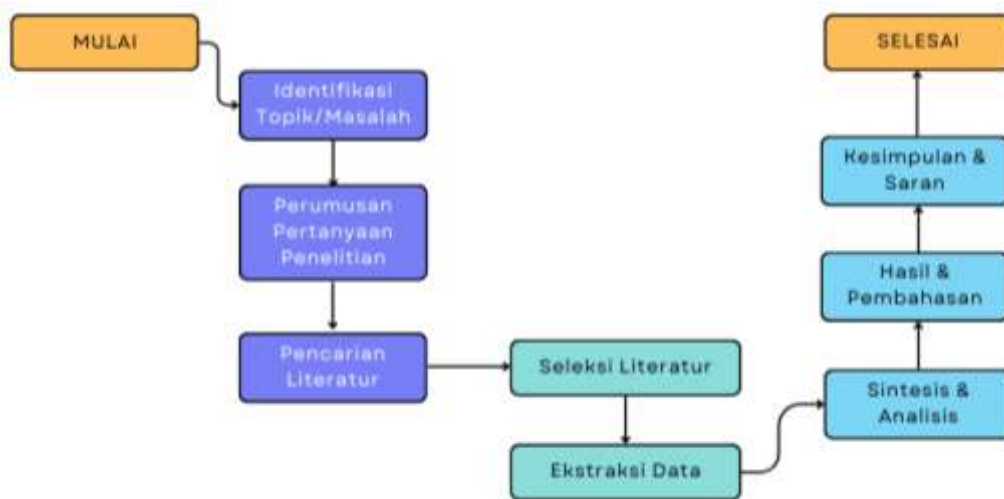 MULAI
Identifikasi
Topik/Masalah
Perumusan
Pertanyaan
Penelitian
Pencarian
Literatur
Seleksi Literatur
Ekstraksi Data
Sintesis &
Analisis
Hasil &
Pembahasan
Kesimpulan &
Saran
SELESAI